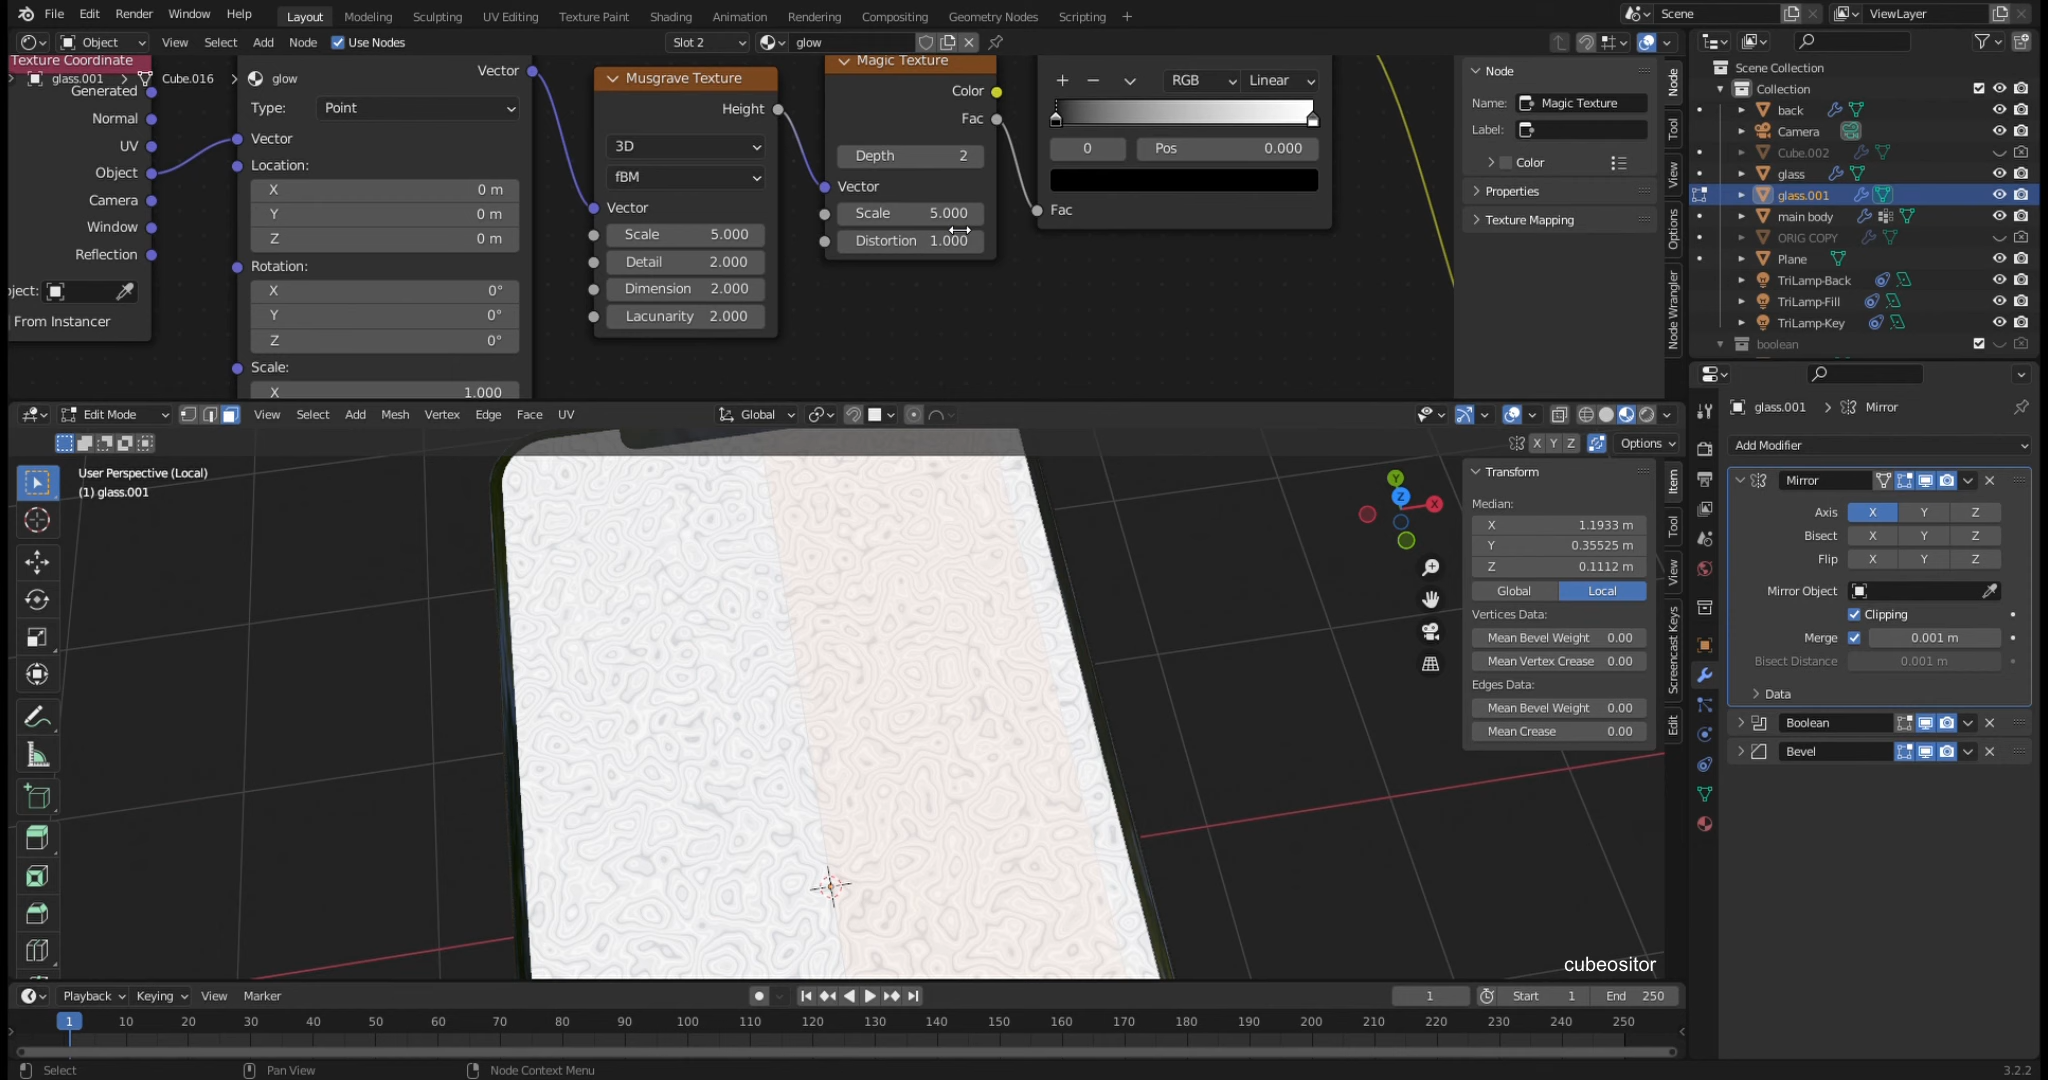 File Edit Render Window Help Layout Modeling Sculpting UV Editing Texture Paint Shading Animation Rendering Compositing Geometry Nodes Scripting Scene ViewLayer
Object View Select Add Node Use Nodes Slot 2 glow
Texture Coordinate
glass.001 Cube.016 glow
Generated
Normal
UV
Object
Camera
Window
Reflection
From Instancer
Vector
Type: Point
Vector
Location:
X 0 m
Y 0 m
Z 0 m
Rotation:
X 0°
Y 0°
Z 0°
Scale:
X 1.000
Musgrave Texture
Height
3D
fBM
Vector
Scale 5.000
Detail 2.000
Dimension 2.000
Lacunarity 2.000
Magic Texture
Color
Fac
Depth 2
Vector
Scale 5.000
Distortion 1.000
RGB Linear
0 Pos 0.000
Fac
Node
Name: Magic Texture
Label:
Color
Properties
Texture Mapping
Node
Tool
View
Options
Node Wrangler
Scene Collection
Collection
back
Camera
Cube.002
glass
glass.001
main body
ORIG COPY
Plane
TriLamp-Back
TriLamp-Fill
TriLamp-Key
boolean
Edit Mode View Select Add Mesh Vertex Edge Face UV Global
X Y Z Options
User Perspective (Local)
(1) glass.001
Y
Z
X
Transform
Median:
X 1.1933 m
Y 0.35525 m
Z 0.1112 m
Global Local
Vertices Data:
Mean Bevel Weight 0.00
Mean Vertex Crease 0.00
Edges Data:
Mean Bevel Weight 0.00
Mean Crease 0.00
Item
Tool
View
Screencast Keys
Edit
cubeositor
glass.001 Mirror
Add Modifier
Mirror
Axis X Y Z
Bisect X Y Z
Flip X Y Z
Mirror Object
Clipping
Merge 0.001 m
Bisect Distance 0.001 m
Data
Boolean
Bevel
Playback Keying View Marker 1 Start 1 End 250
1 10 20 30 40 50 60 70 80 90 100 110 120 130 140 150 160 170 180 190 200 210 220 230 240 250
Select Pan View Node Context Menu 3.2.2